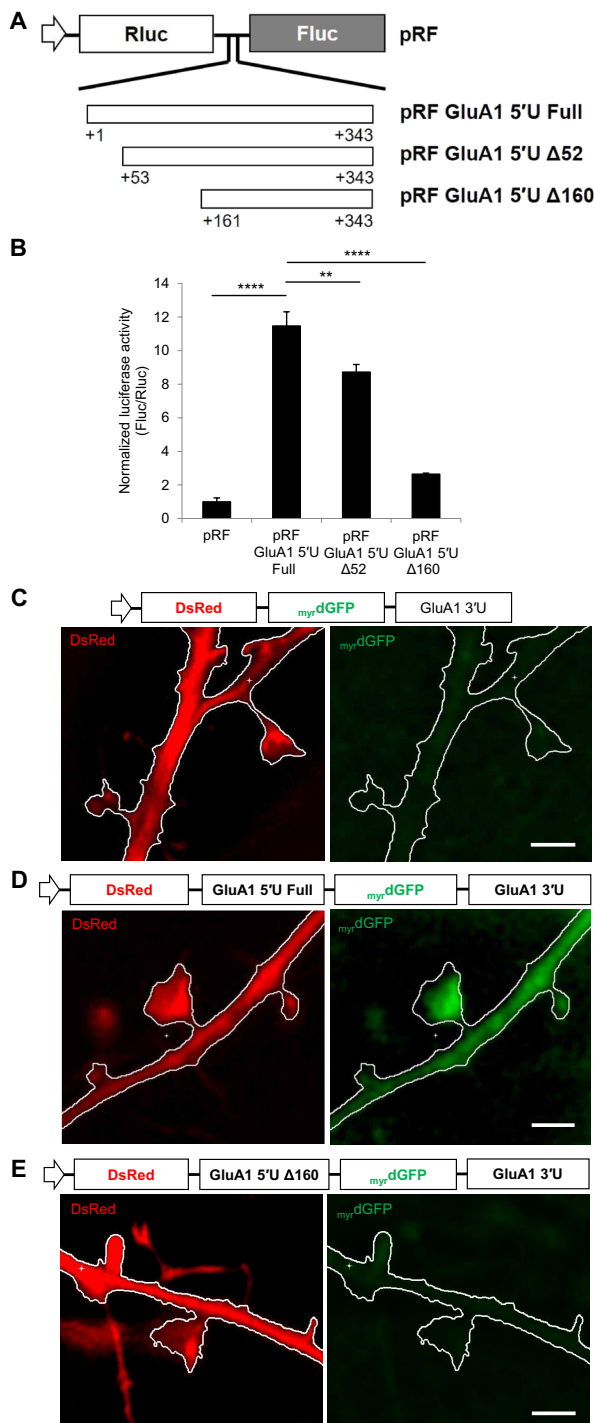 A
Rluc Fluc pRF
pRF GluA1 5′U Full
+1 +343
pRF GluA1 5′U Δ52
+53 +343
pRF GluA1 5′U Δ160
+161 +343
B
Normalized luciferase activity
(Fluc/Rluc)
14
12
10
8
6
4
2
0
****
**
****
pRF
pRF
GluA1 5′U
Full
pRF
GluA1 5′U
Δ52
pRF
GluA1 5′U
Δ160
C
DsRed myrdGFP GluA1 3′U
DsRed myrdGFP
D
DsRed GluA1 5′U Full myrdGFP GluA1 3′U
DsRed myrdGFP
E
DsRed GluA1 5′U Δ160 myrdGFP GluA1 3′U
DsRed myrdGFP